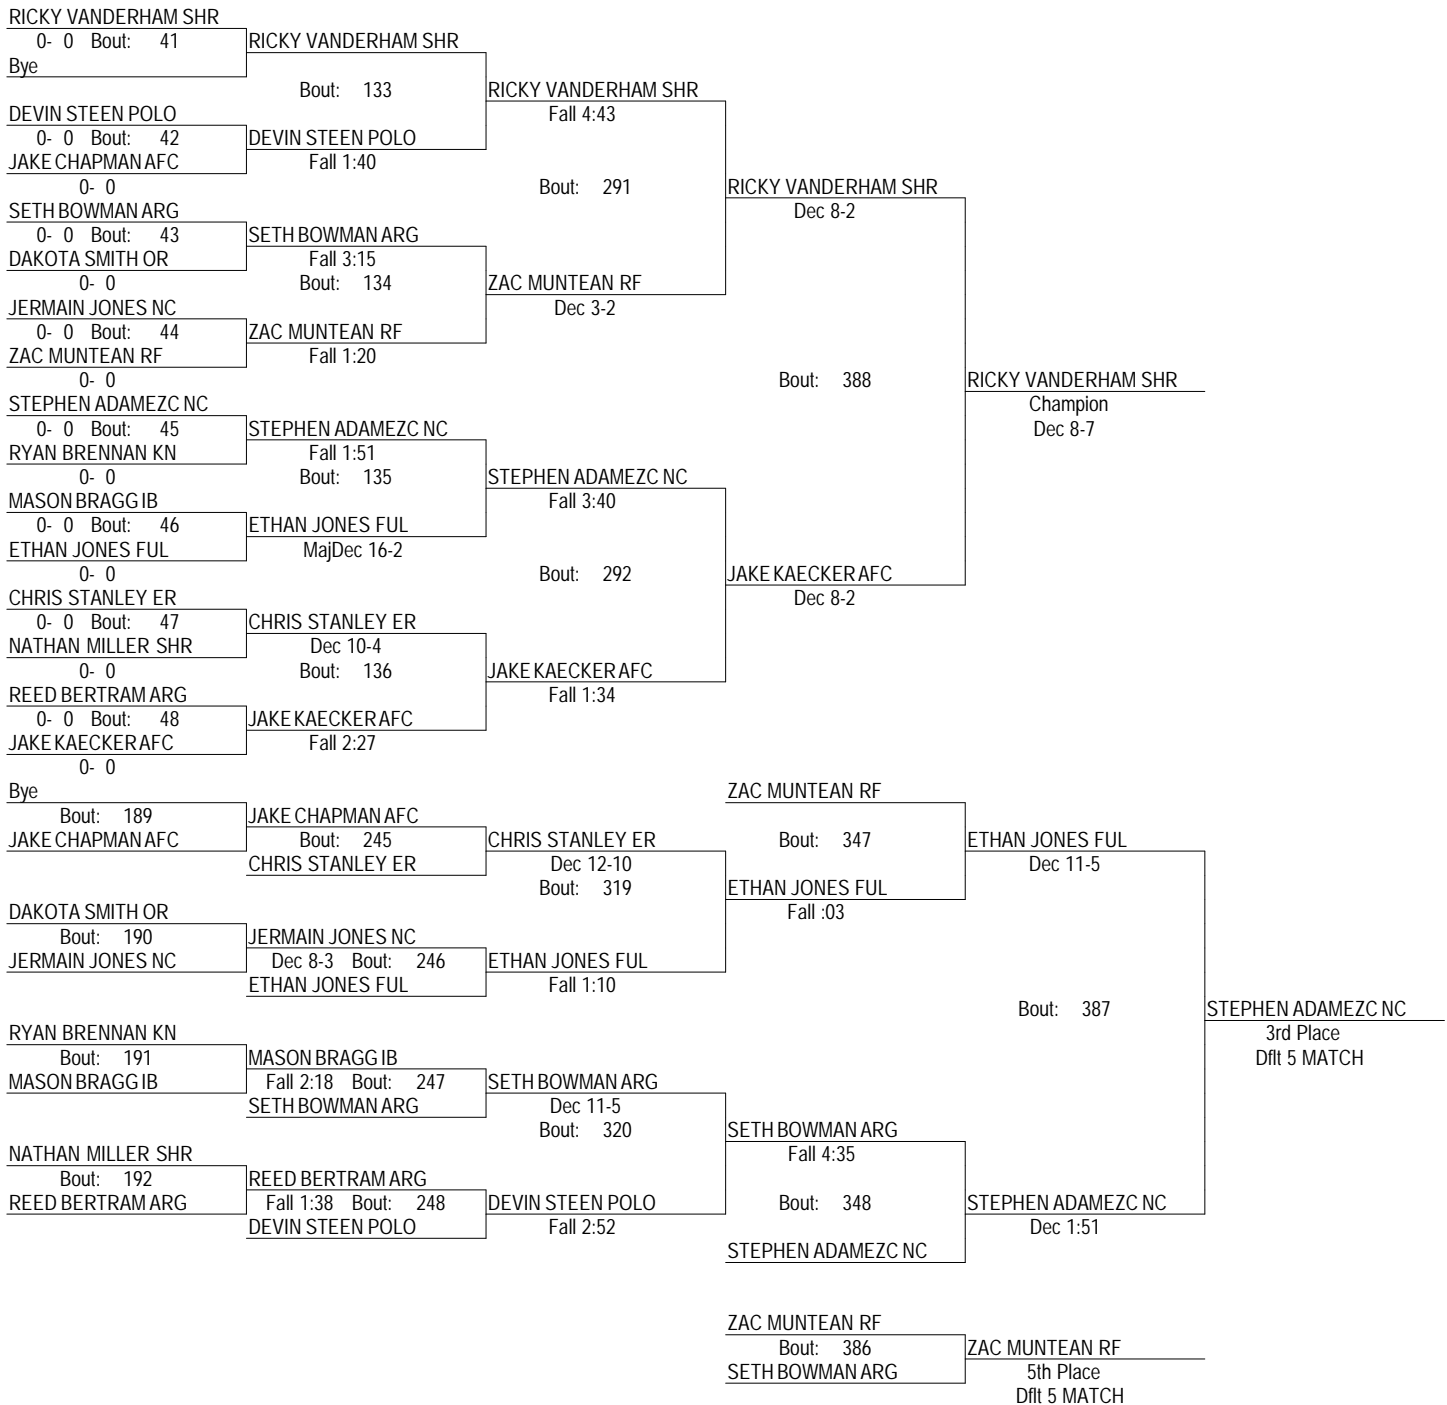 RICKY VANDERHAM SHR
0- 0 Bout: 41 RICKY VANDERHAM SHR
Bye
Bout: 133 RICKY VANDERHAM SHR
DEVIN STEEN POLO Fall 4:43
0- 0 Bout: 42 DEVIN STEEN POLO
JAKE CHAPMAN AFC Fall 1:40
0- 0 Bout: 291 RICKY VANDERHAM SHR
SETH BOWMAN ARG Dec 8-2
0- 0 Bout: 43 SETH BOWMAN ARG
DAKOTA SMITH OR Fall 3:15
0- 0 Bout: 134 ZAC MUNTEAN RF
JERMAIN JONES NC Dec 3-2
0- 0 Bout: 44 ZAC MUNTEAN RF
ZAC MUNTEAN RF Fall 1:20
0- 0 Bout: 388 RICKY VANDERHAM SHR
STEPHEN ADAMEZC NC Champion
0- 0 Bout: 45 STEPHEN ADAMEZC NC Dec 8-7
RYAN BRENNAN KN Fall 1:51
0- 0 Bout: 135 STEPHEN ADAMEZC NC
MASON BRAGG IB Fall 3:40
0- 0 Bout: 46 ETHAN JONES FUL
ETHAN JONES FUL MajDec 16-2
0- 0 Bout: 292 JAKE KAECKER AFC
CHRIS STANLEY ER Dec 8-2
0- 0 Bout: 47 CHRIS STANLEY ER
NATHAN MILLER SHR Dec 10-4
0- 0 Bout: 136 JAKE KAECKER AFC
REED BERTRAM ARG Fall 1:34
0- 0 Bout: 48 JAKE KAECKER AFC
JAKE KAECKER AFC Fall 2:27
0- 0
Bye ZAC MUNTEAN RF
Bout: 189 JAKE CHAPMAN AFC
JAKE CHAPMAN AFC Bout: 245 CHRIS STANLEY ER Bout: 347 ETHAN JONES FUL
CHRIS STANLEY ER Dec 12-10 Dec 11-5
Bout: 319 ETHAN JONES FUL
DAKOTA SMITH OR Fall :03
Bout: 190 JERMAIN JONES NC
JERMAIN JONES NC Dec 8-3 Bout: 246 ETHAN JONES FUL
ETHAN JONES FUL Fall 1:10
Bout: 387 STEPHEN ADAMEZC NC
RYAN BRENNAN KN 3rd Place
Bout: 191 MASON BRAGG IB Dflt 5 MATCH
MASON BRAGG IB Fall 2:18 Bout: 247 SETH BOWMAN ARG
SETH BOWMAN ARG Dec 11-5
Bout: 320 SETH BOWMAN ARG
NATHAN MILLER SHR Fall 4:35
Bout: 192 REED BERTRAM ARG
REED BERTRAM ARG Fall 1:38 Bout: 248 DEVIN STEEN POLO Bout: 348 STEPHEN ADAMEZC NC
DEVIN STEEN POLO Fall 2:52 Dec 1:51
STEPHEN ADAMEZC NC
ZAC MUNTEAN RF
Bout: 386 ZAC MUNTEAN RF
SETH BOWMAN ARG 5th Place
Dflt 5 MATCH